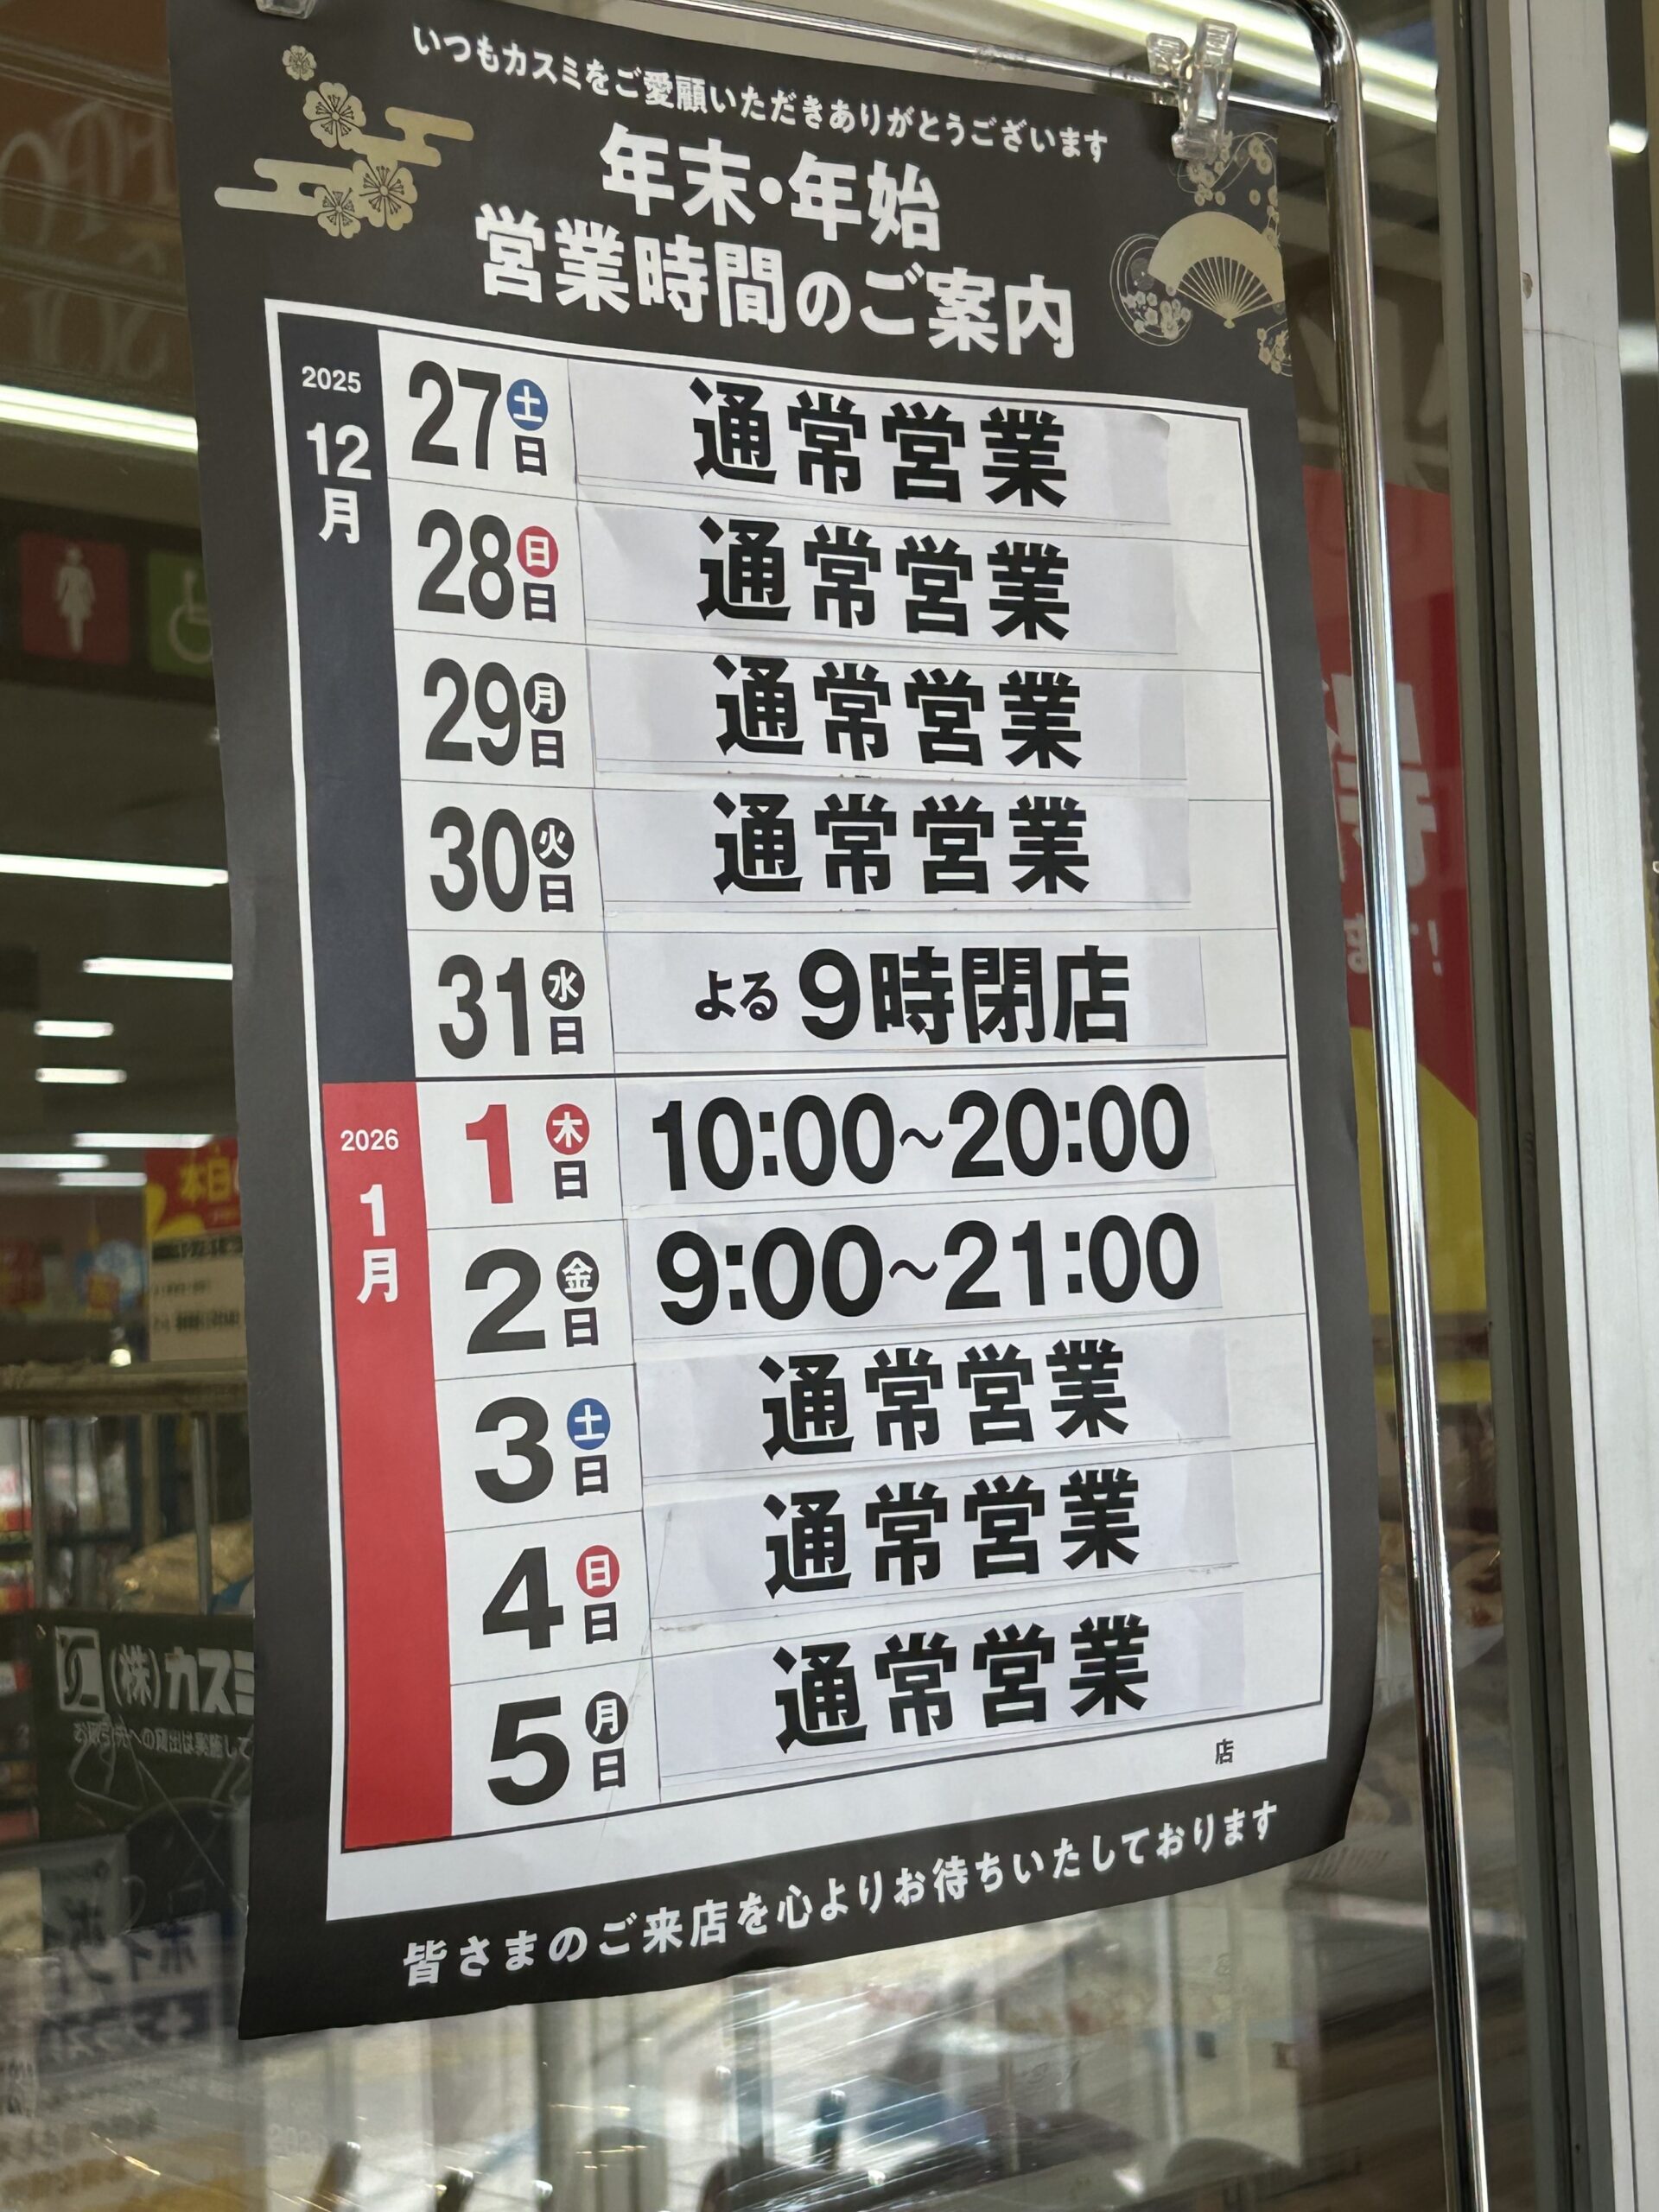 いつもカスミをご愛顧いただきありがとうございます
年末・年始
営業時間のご案内
2025
12月
27日 土 通常営業
28日 日 通常営業
29日 月 通常営業
30日 火 通常営業
31日 水 よる9時閉店
2026
1月
1日 木 10:00~20:00
2日 金 9:00~21:00
3日 土 通常営業
4日 日 通常営業
5日 月 通常営業
店
皆さまのご来店を心よりお待ちいたしております
本日
(株)カスミ